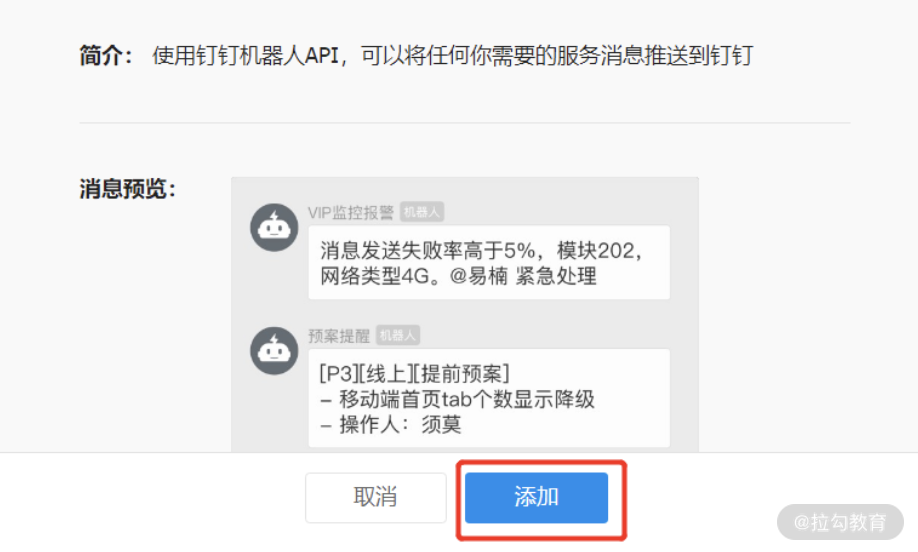 简介： 使用钉钉机器人API，可以将任何你需要的服务消息推送到钉钉
消息预览：
VIP监控报警 机器人
消息发送失败率高于5%，模块202，
网络类型4G。@易楠 紧急处理
预案提醒 机器人
[P3][线上][提前预案]
– 移动端首页tab个数显示降级
– 操作人：须莫
取消 添加
@拉勾教育